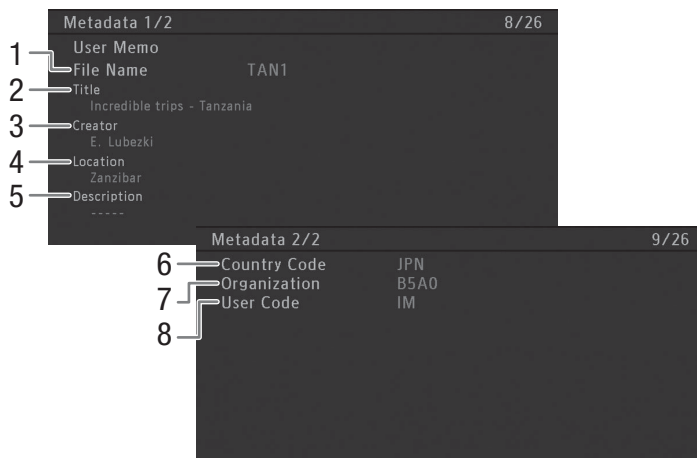 Metadata 1/2 8/26
User Memo
1 File Name TAN1
2 Title
Incredible trips - Tanzania
3 Creator
E. Lubezki
4 Location
Zanzibar
5 Description
-----
Metadata 2/2 9/26
6 Country Code JPN
7 Organization B5A0
8 User Code IM